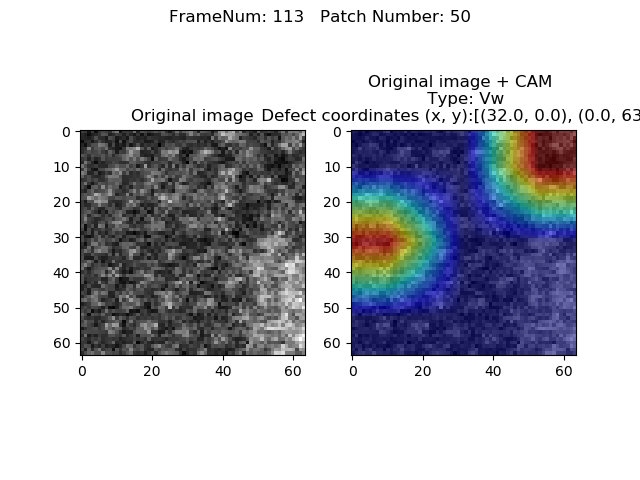 FrameNum: 113   Patch Number: 50
Original image + CAM
Type: Vw
Original image
Defect coordinates (x, y):[(32.0, 0.0), (0.0, 63
0
10
20
30
40
50
60
0 20 40 60
0
10
20
30
40
50
60
0 20 40 60